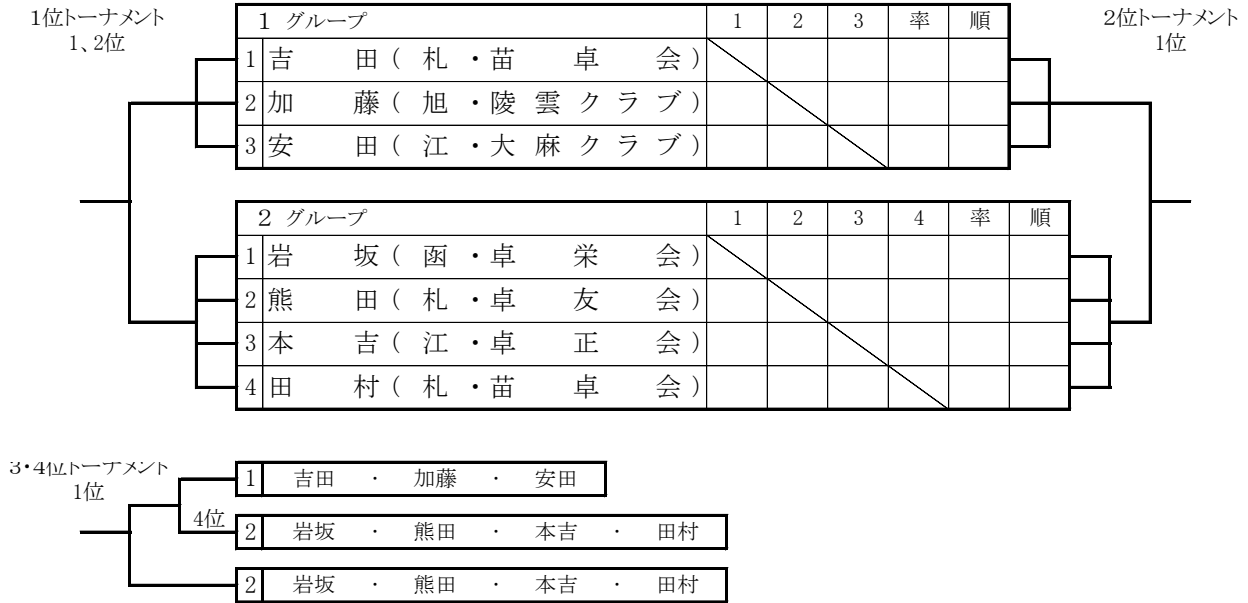 1位トーナメント
1、2位
2位トーナメント
1位
1 グループ 1 2 3 率 順
1 吉 田 ( 札 ・ 苗 卓 会 )
2 加 藤 ( 旭 ・ 陵 雲 ク ラ ブ )
3 安 田 ( 江 ・ 大 麻 ク ラ ブ )
2 グループ 1 2 3 4 率 順
1 岩 坂 ( 函 ・ 卓 栄 会 )
2 熊 田 ( 札 ・ 卓 友 会 )
3 本 吉 ( 江 ・ 卓 正 会 )
4 田 村 ( 札 ・ 苗 卓 会 )
3・4位トーナメント
1位
1 吉田 ・ 加藤 ・ 安田
4位
2 岩坂 ・ 熊田 ・ 本吉 ・ 田村
2 岩坂 ・ 熊田 ・ 本吉 ・ 田村